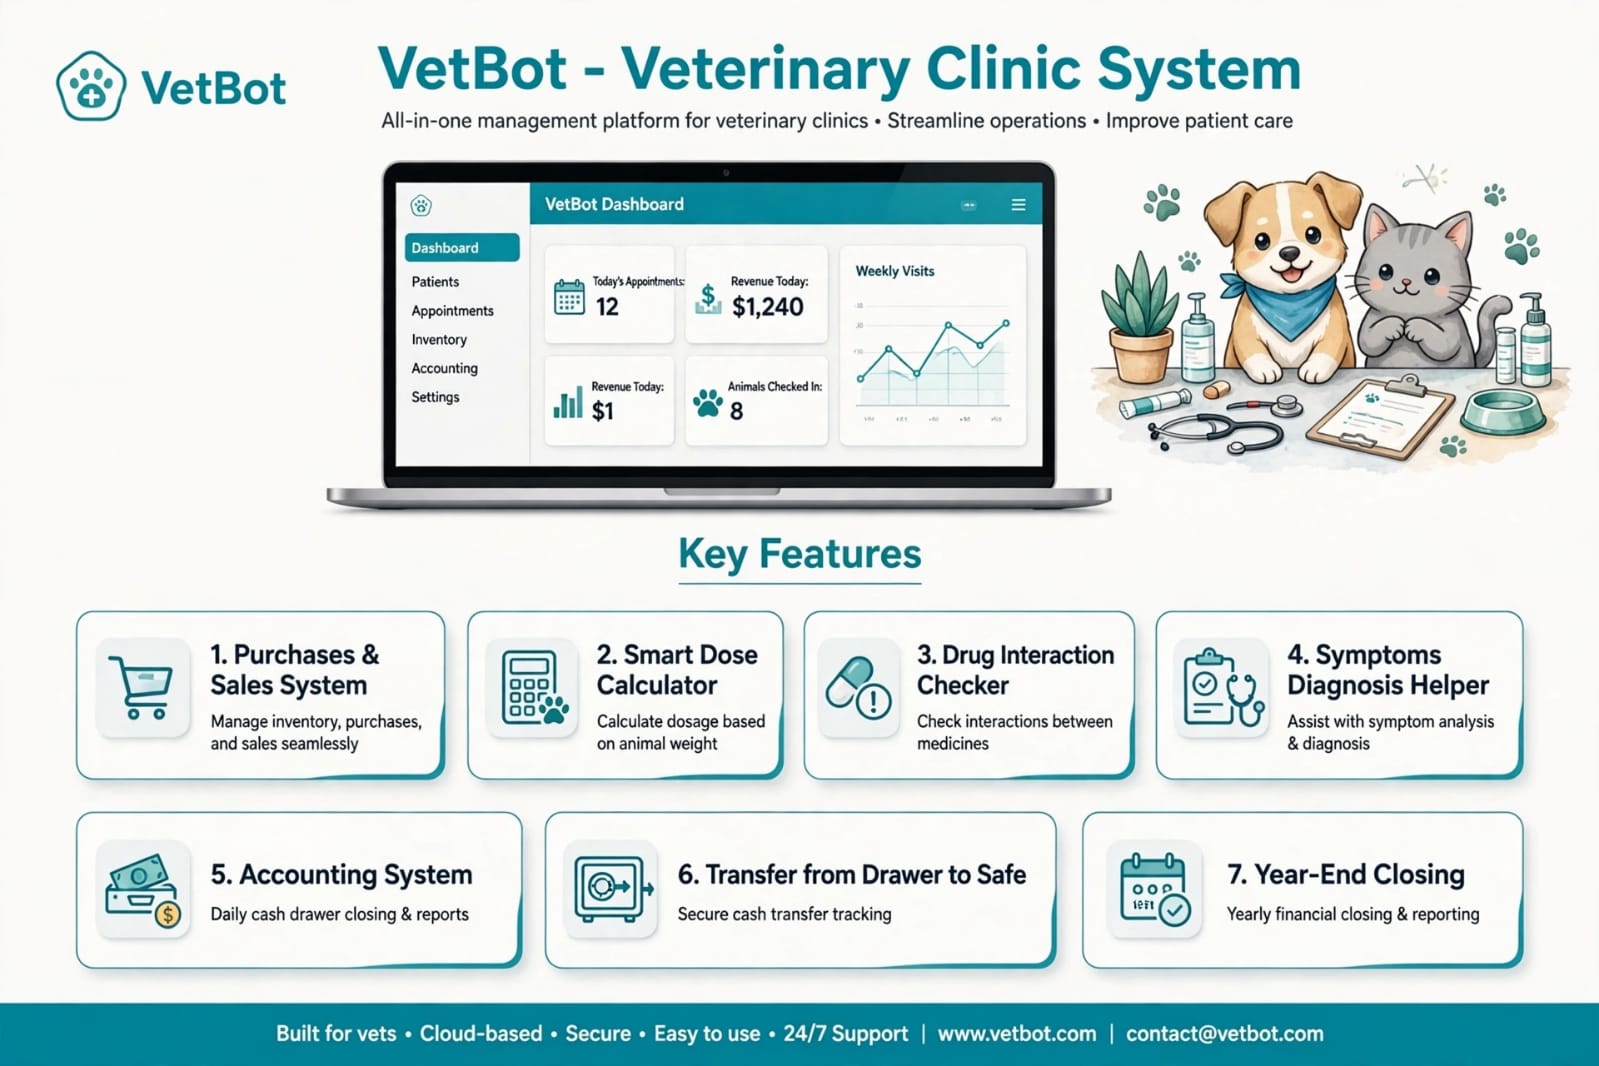 VetBot
VetBot - Veterinary Clinic System
All-in-one management platform for veterinary clinics • Streamline operations • Improve patient care
VetBot Dashboard
Dashboard
Patients
Appointments
Inventory
Accounting
Settings
Today's Appointments:
12
Revenue Today:
$1,240
Revenue Today:
$1
Animals Checked In:
8
Weekly Visits
Key Features
1. Purchases &
Sales System
Manage inventory, purchases,
and sales seamlessly
2. Smart Dose
Calculator
Calculate dosage based
on animal weight
3. Drug Interaction
Checker
Check interactions between
medicines
4. Symptoms
Diagnosis Helper
Assist with symptom analysis
& diagnosis
5. Accounting System
Daily cash drawer closing & reports
6. Transfer from Drawer to Safe
Secure cash transfer tracking
7. Year-End Closing
Yearly financial closing & reporting
Built for vets • Cloud-based • Secure • Easy to use • 24/7 Support | www.vetbot.com | contact@vetbot.com